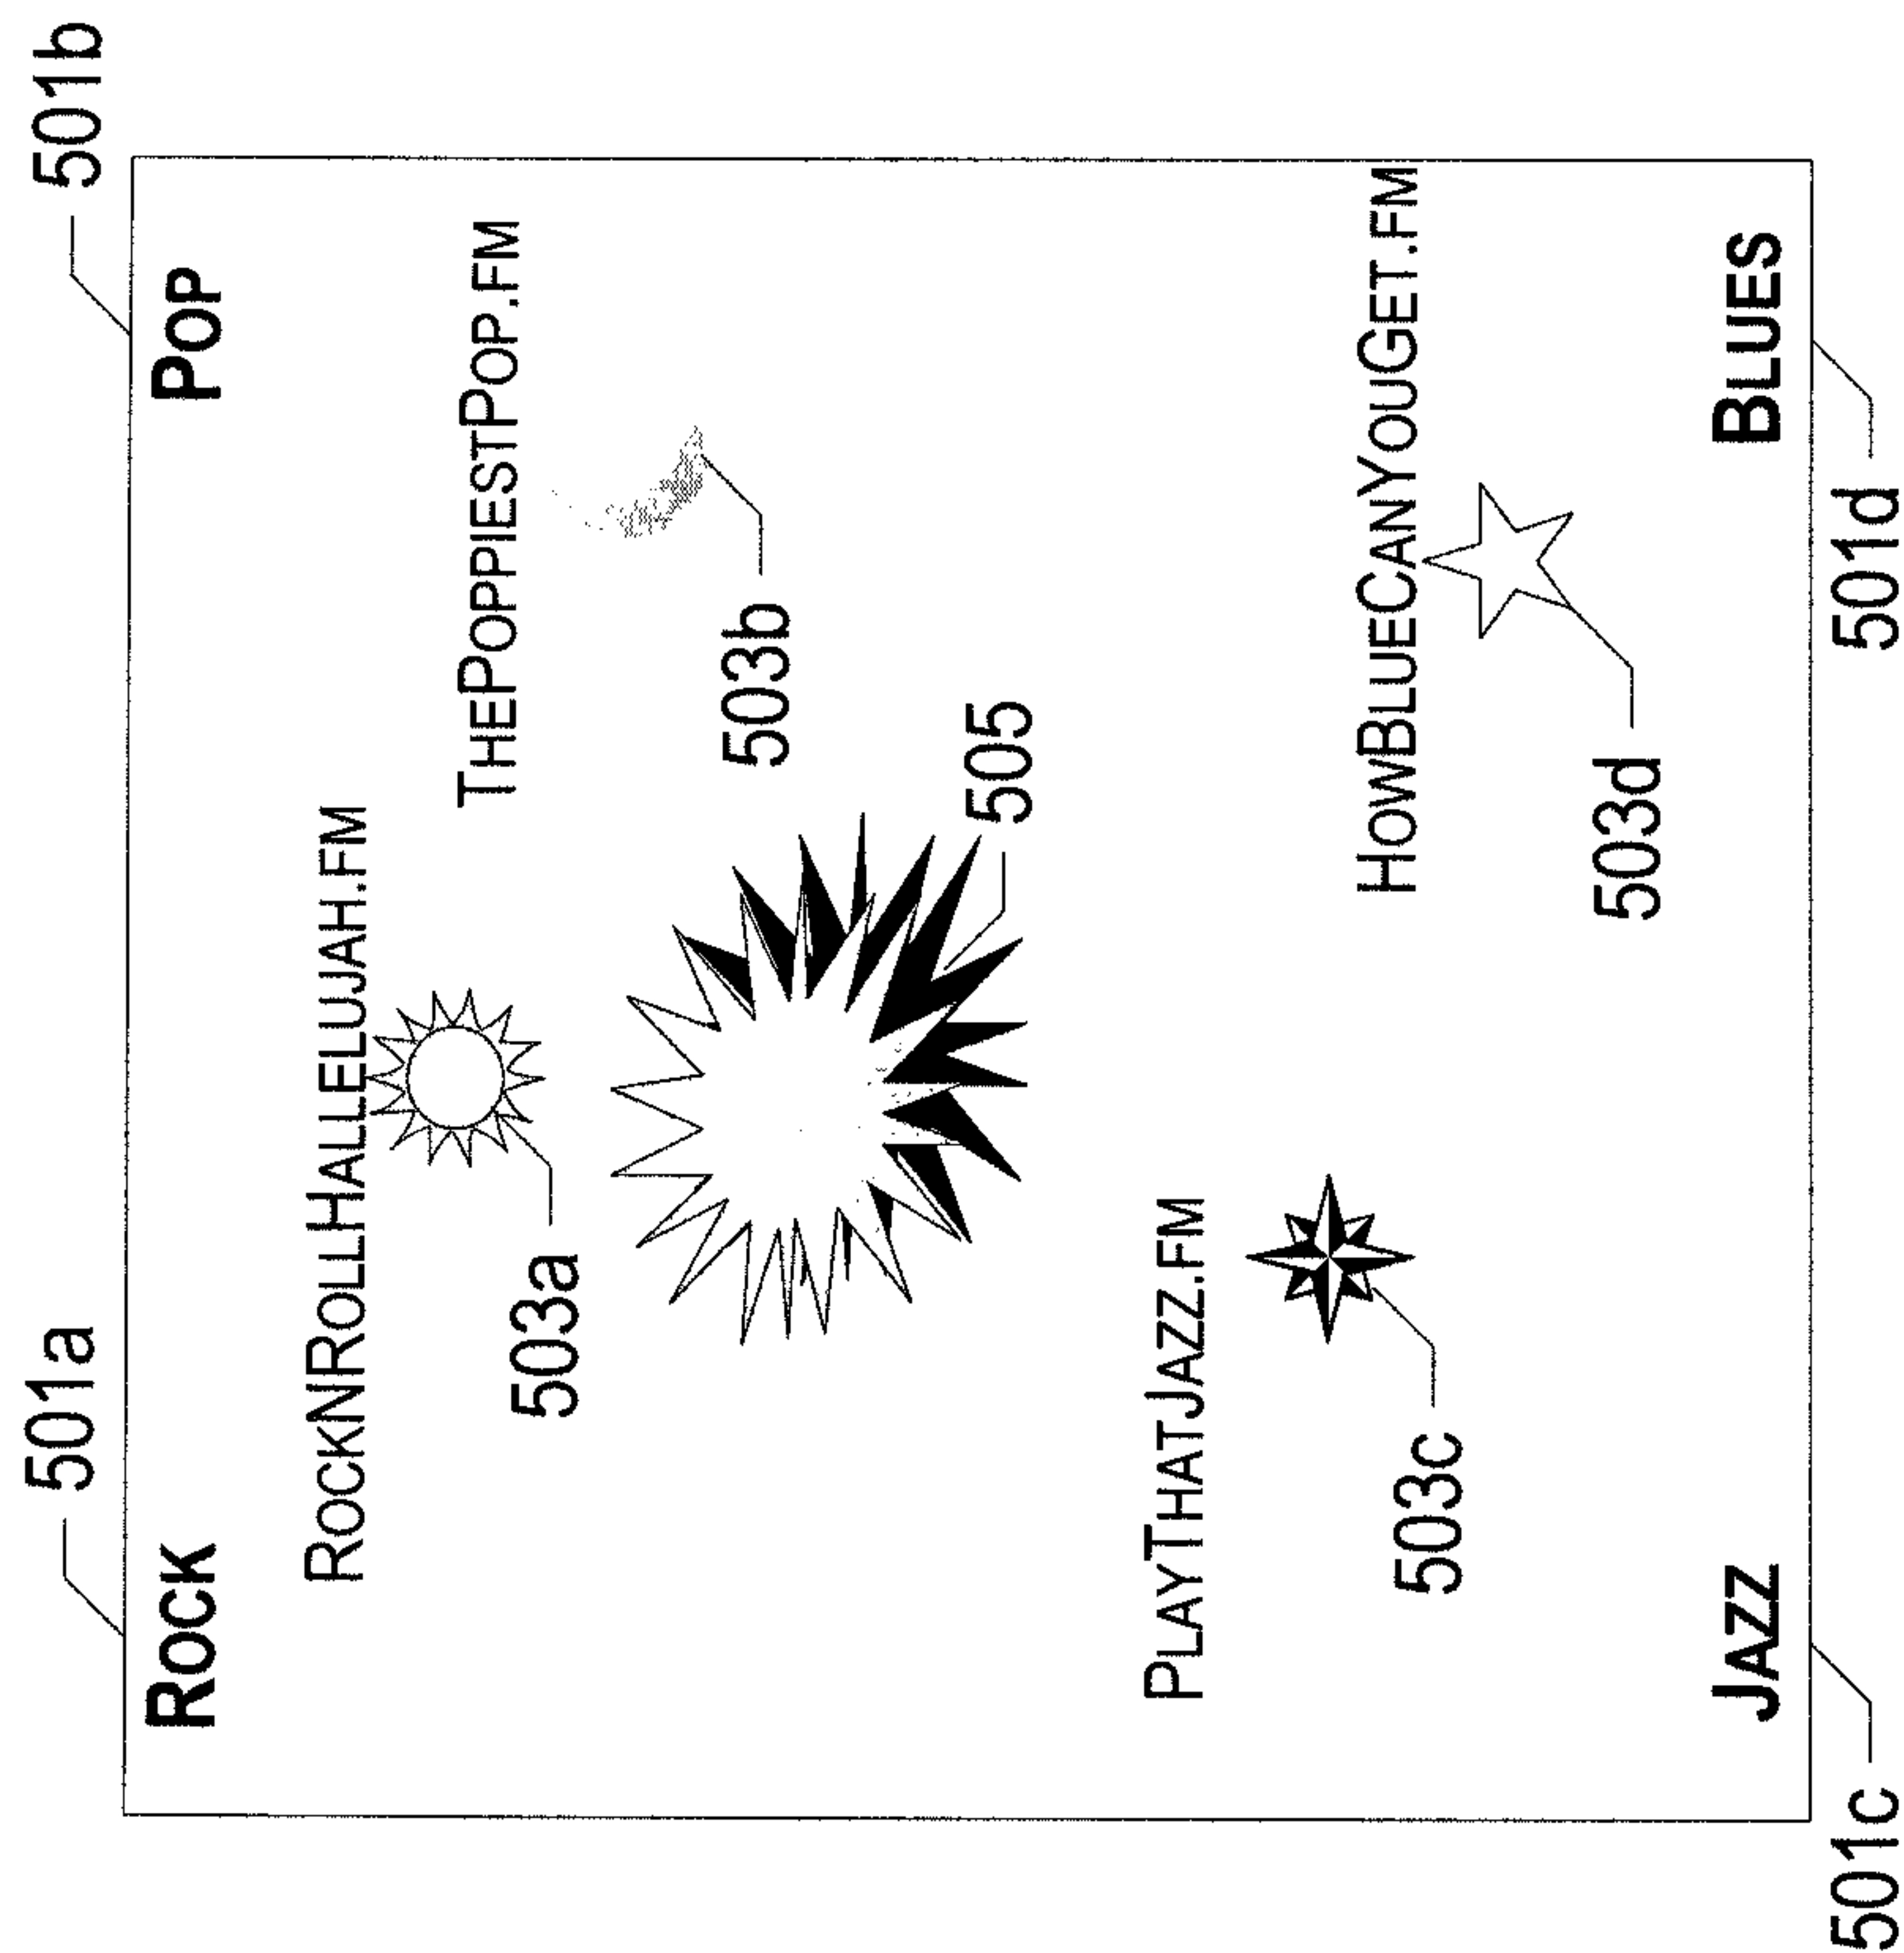 501a
501b
ROCK
POP
ROCKNROLLHALLELUJAH.FM
THEPOPPIESTPOP.FM
503a
503b
505
PLAYTHATJAZZ.FM
HOWBLUECANYOUGET.FM
503c
503d
JAZZ
BLUES
501c
501d